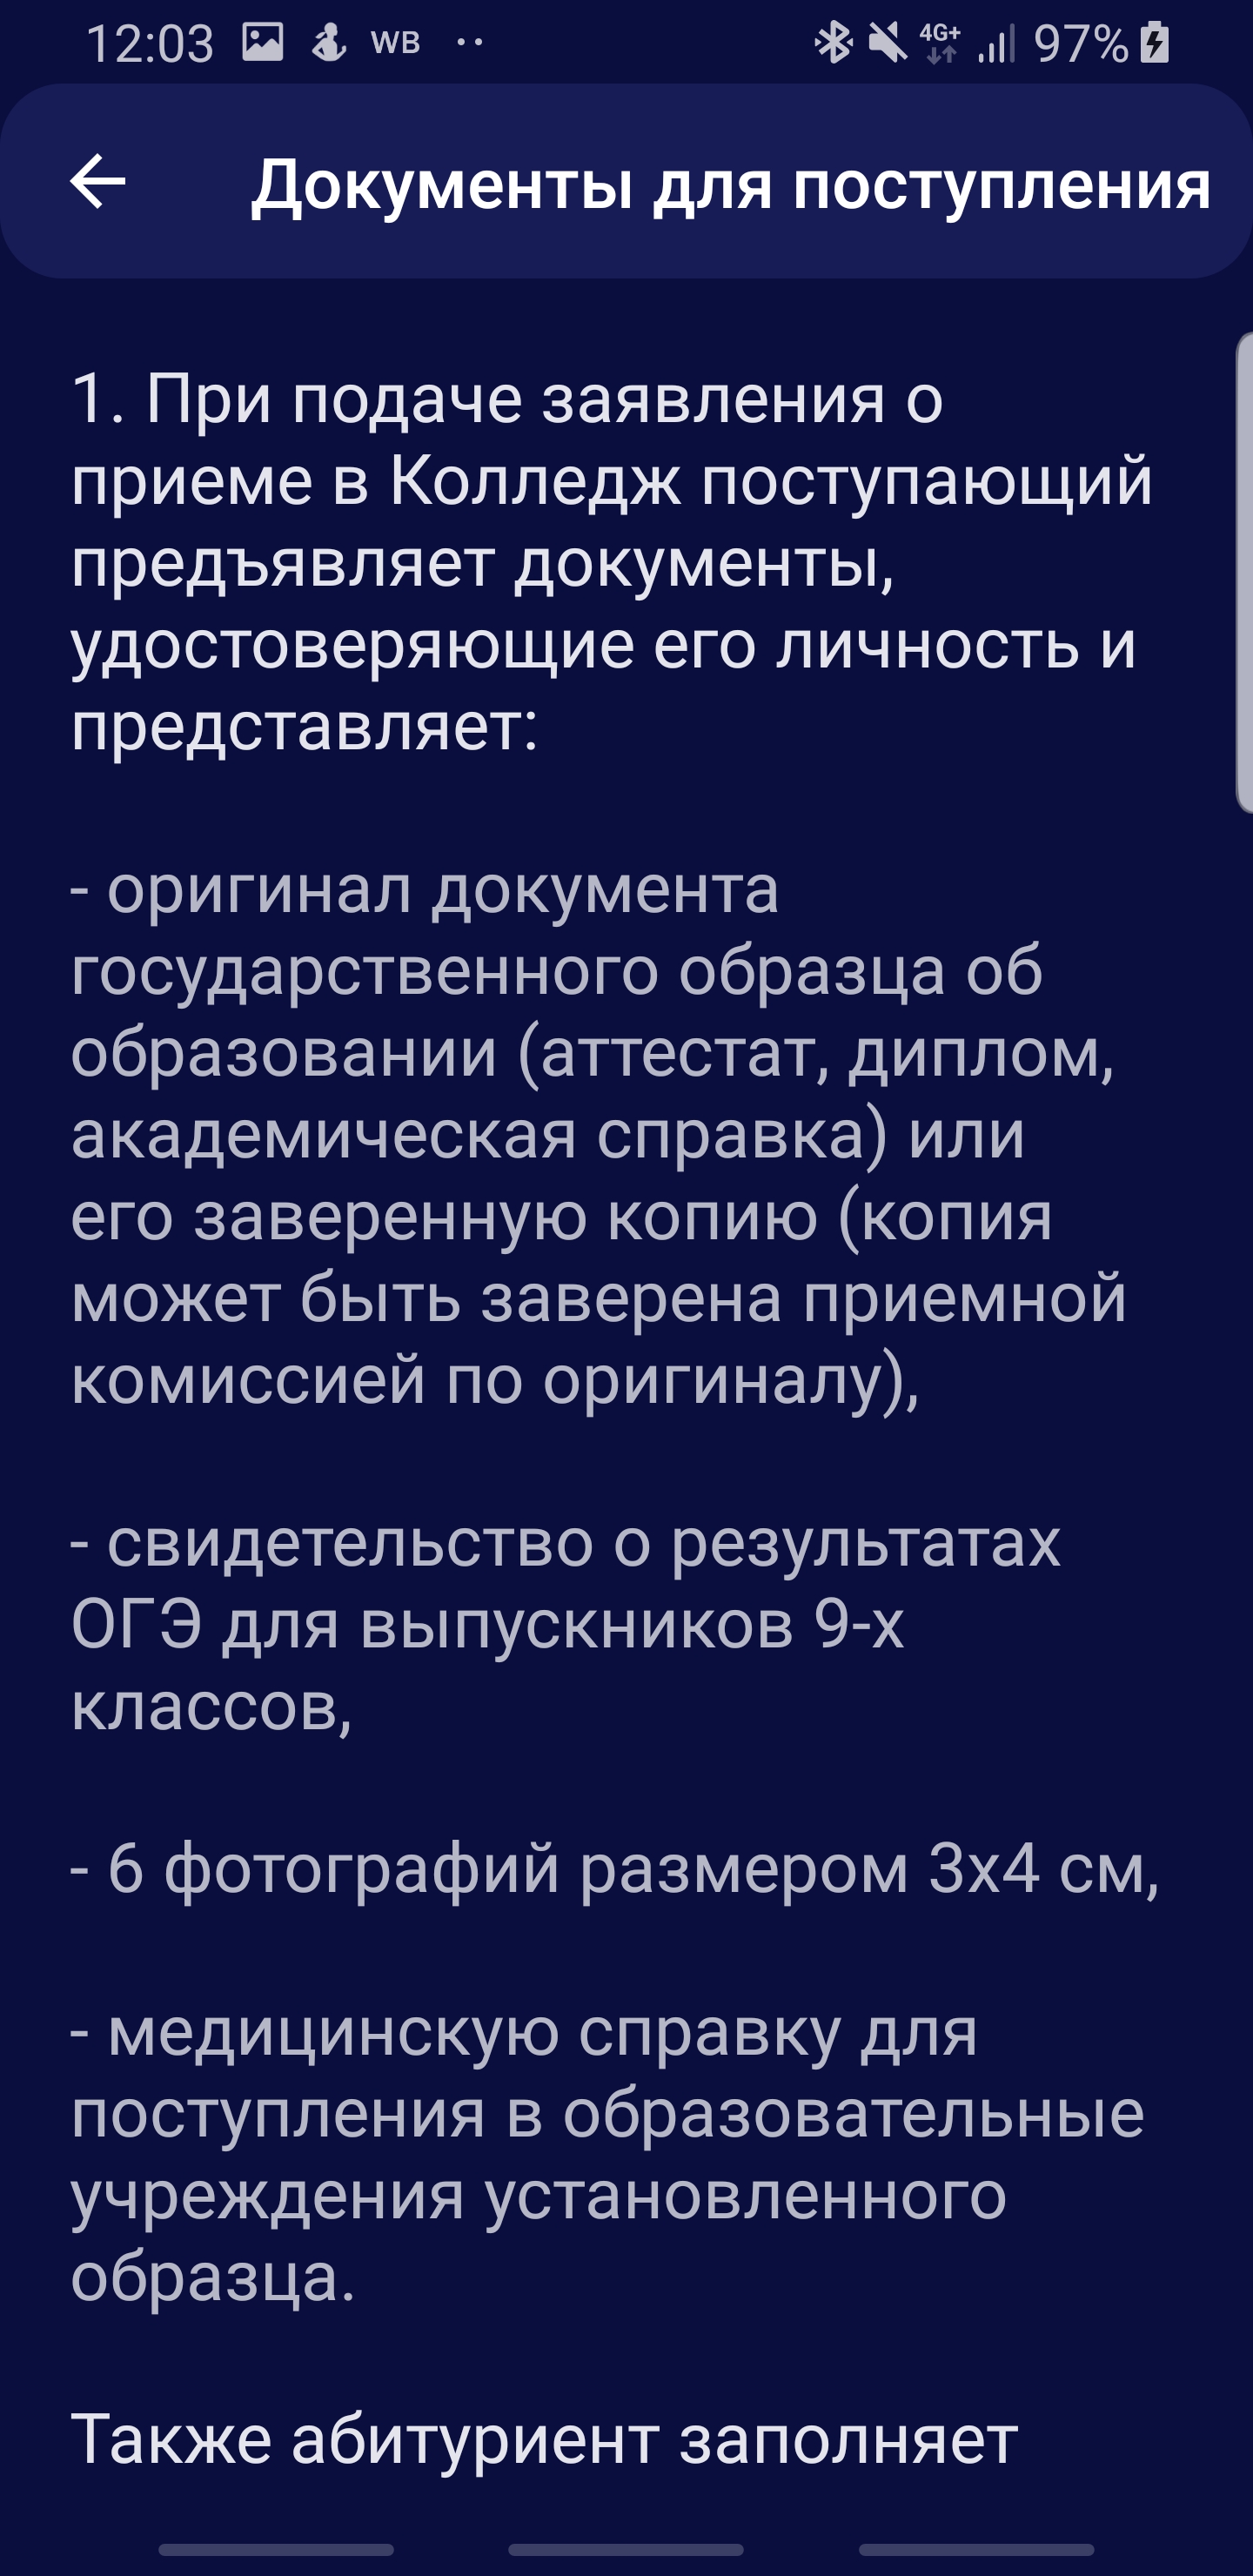 12:03 WB 4G+ 97%
Документы для поступления
1. При подаче заявления о
приеме в Колледж поступающий
предъявляет документы,
удостоверяющие его личность и
представляет:
- оригинал документа
государственного образца об
образовании (аттестат, диплом,
академическая справка) или
его заверенную копию (копия
может быть заверена приемной
комиссией по оригиналу),
- свидетельство о результатах
ОГЭ для выпускников 9-х
классов,
- 6 фотографий размером 3х4 см,
- медицинскую справку для
поступления в образовательные
учреждения установленного
образца.
Также абитуриент заполняет